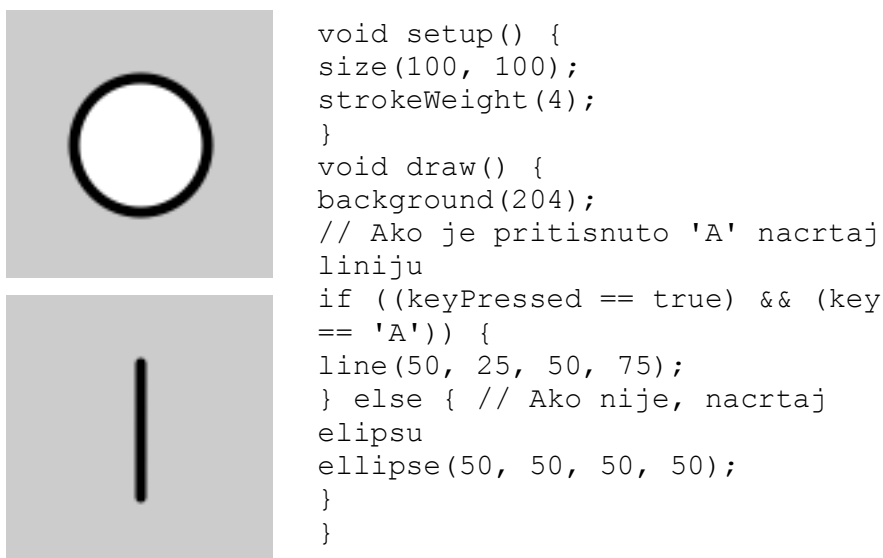 void setup() {
size(100, 100);
strokeWeight(4);
}
void draw() {
background(204);
// Ako je pritisnuto 'A' nacrtaj
liniju
if ((keyPressed == true) && (key
== 'A')) {
line(50, 25, 50, 75);
} else { // Ako nije, nacrtaj
elipsu
ellipse(50, 50, 50, 50);
}
}